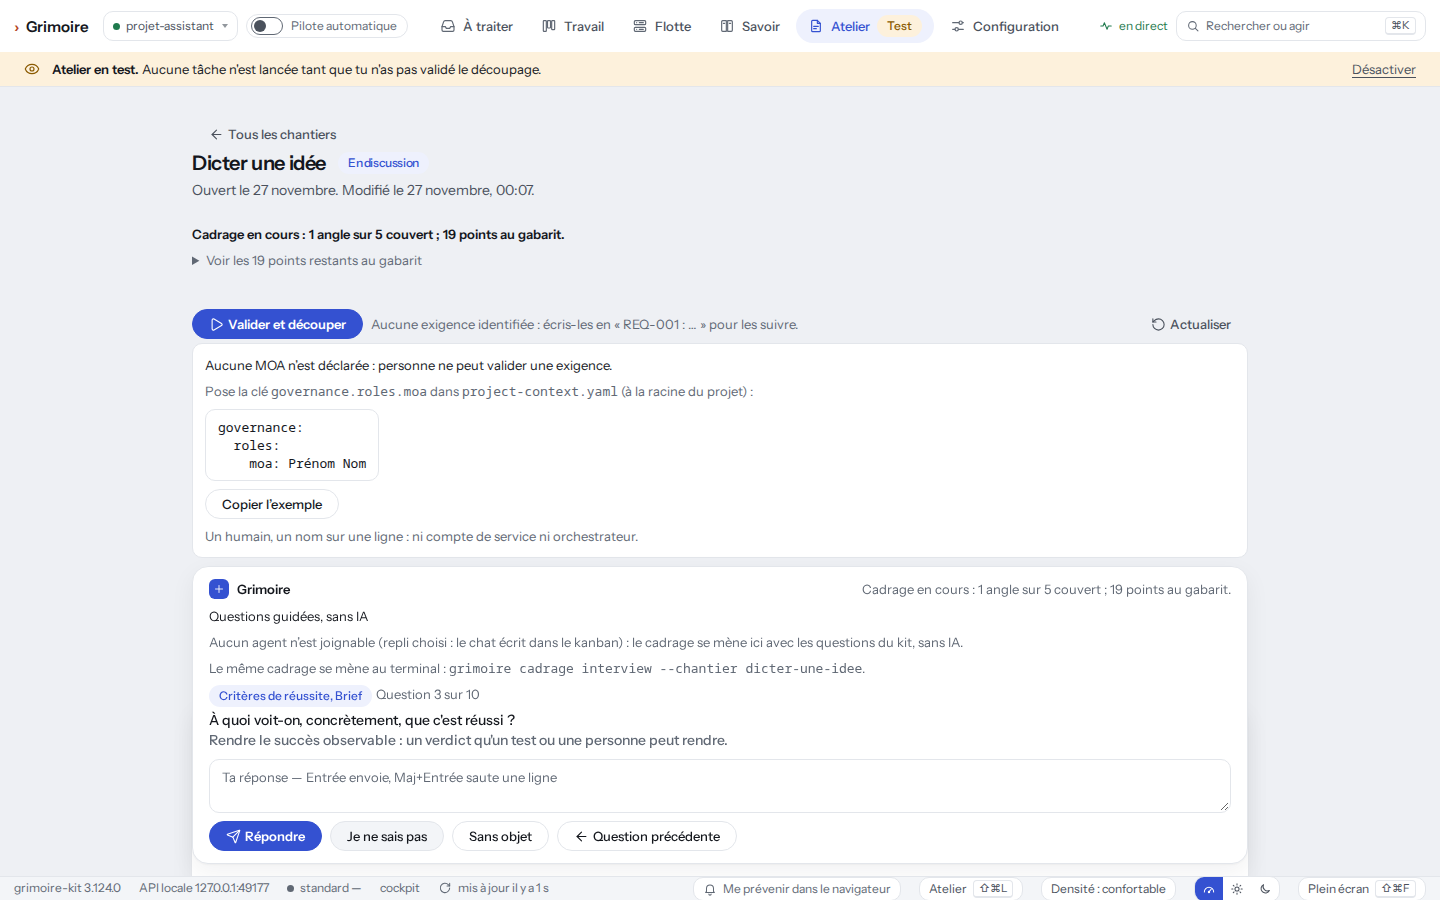 › Grimoire projet-assistant Pilote automatique À traiter Travail Flotte Savoir Atelier Test Configuration en direct Rechercher ou agir ⌘K
Atelier en test. Aucune tâche n'est lancée tant que tu n'as pas validé le découpage. Désactiver
← Tous les chantiers
Dicter une idée En discussion
Ouvert le 27 novembre. Modifié le 27 novembre, 00:07.
Cadrage en cours : 1 angle sur 5 couvert ; 19 points au gabarit.
▶ Voir les 19 points restants au gabarit
Valider et découper Aucune exigence identifiée : écris-les en « REQ-001 : … » pour les suivre. Actualiser
Aucune MOA n'est déclarée : personne ne peut valider une exigence.
Pose la clé governance.roles.moa dans project-context.yaml (à la racine du projet) :
governance:
  roles:
    moa: Prénom Nom
Copier l'exemple
Un humain, un nom sur une ligne : ni compte de service ni orchestrateur.
Grimoire Cadrage en cours : 1 angle sur 5 couvert ; 19 points au gabarit.
Questions guidées, sans IA
Aucun agent n'est joignable (repli choisi : le chat écrit dans le kanban) : le cadrage se mène ici avec les questions du kit, sans IA.
Le même cadrage se mène au terminal : grimoire cadrage interview --chantier dicter-une-idee.
Critères de réussite, Brief Question 3 sur 10
À quoi voit-on, concrètement, que c'est réussi ?
Rendre le succès observable : un verdict qu'un test ou une personne peut rendre.
Ta réponse — Entrée envoie, Maj+Entrée saute une ligne
Répondre Je ne sais pas Sans objet ← Question précédente
grimoire-kit 3.124.0 API locale 127.0.0.1:49177 standard — cockpit mis à jour il y a 1 s Me prévenir dans le navigateur Atelier ⇧⌘L Densité : confortable Plein écran ⇧⌘F